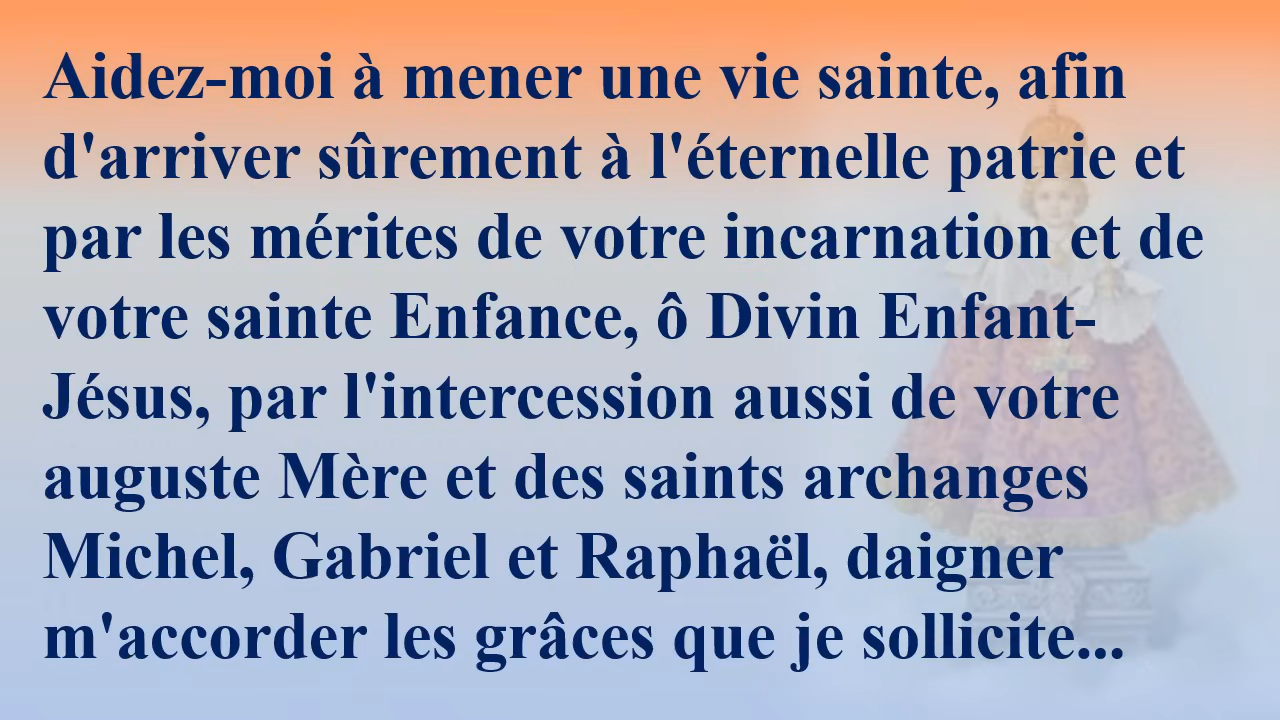 Aidez-moi à mener une vie sainte, afin
d'arriver sûrement à l'éternelle patrie et
par les mérites de votre incarnation et de
votre sainte Enfance, ô Divin Enfant-
Jésus, par l'intercession aussi de votre
auguste Mère et des saints archanges
Michel, Gabriel et Raphaël, daigner
m'accorder les grâces que je sollicite...